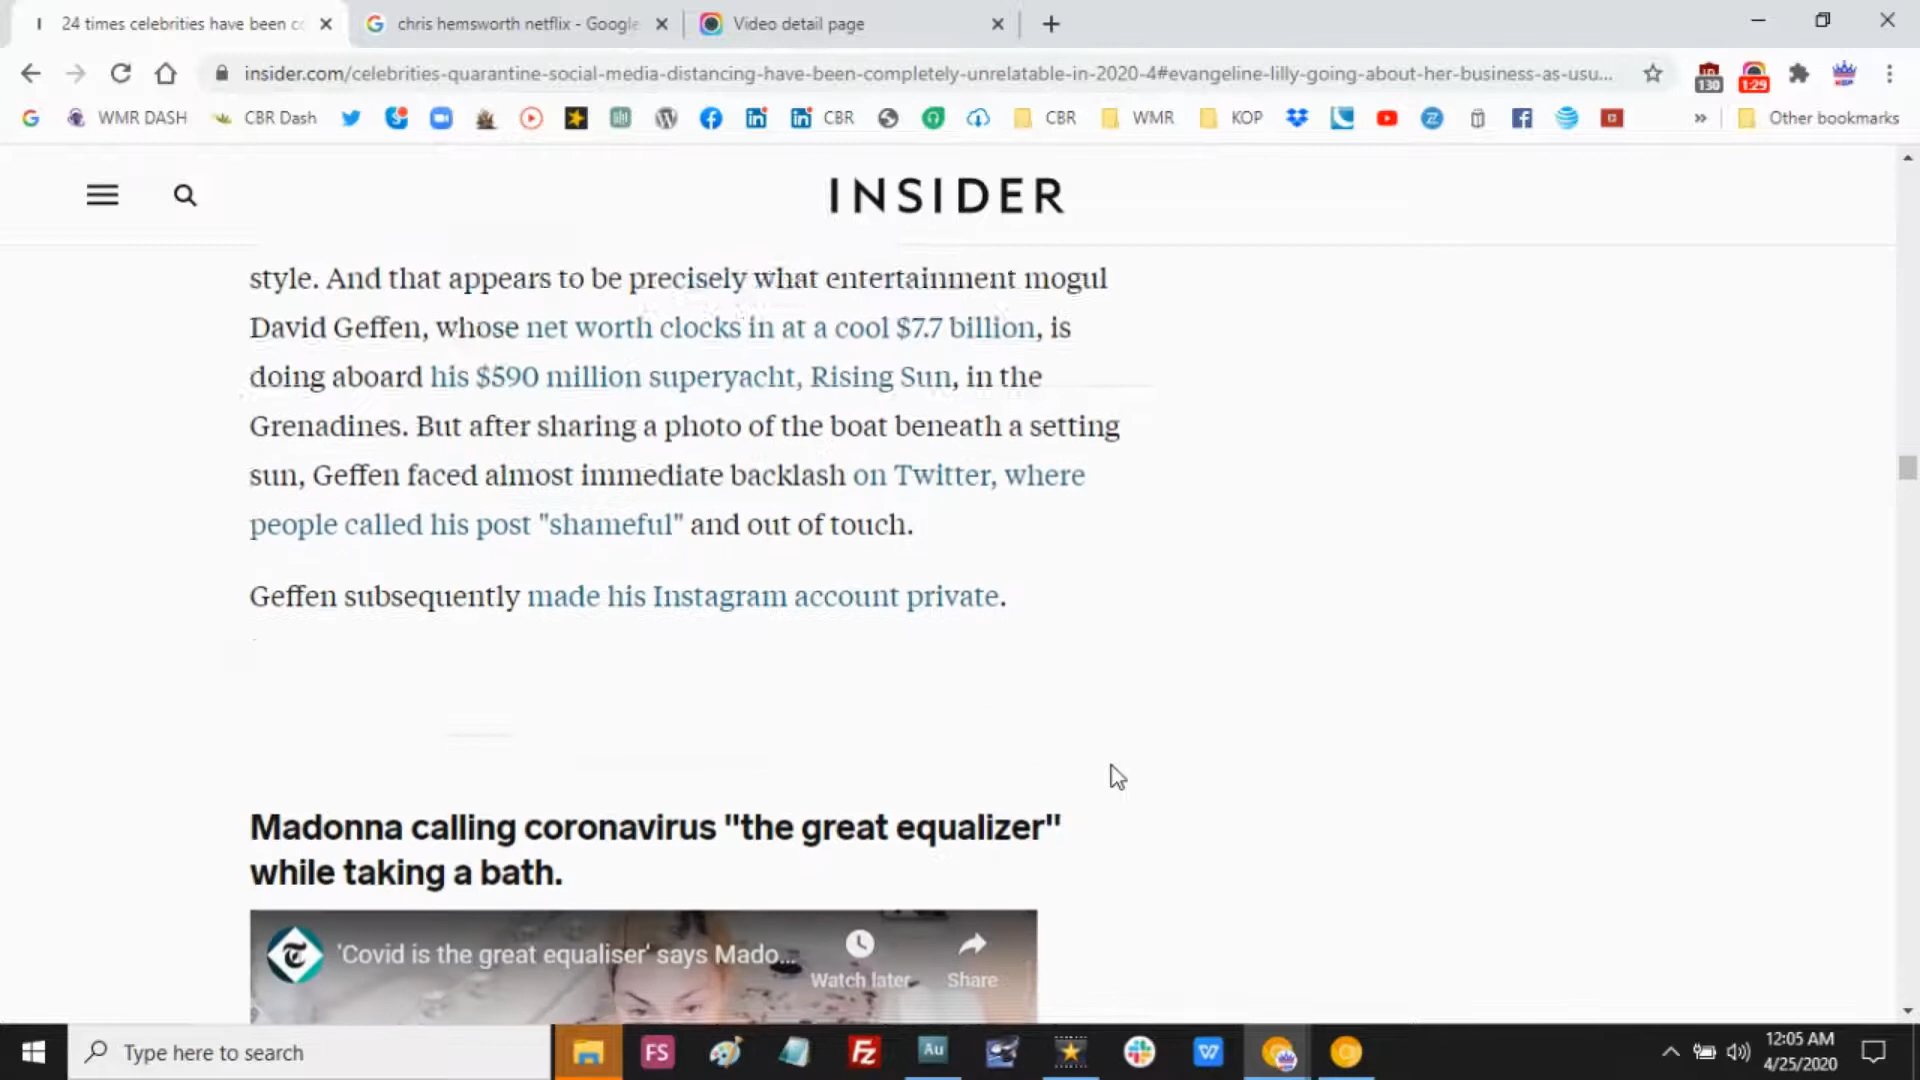 24 times celebrities have been c
chris hemsworth netflix - Google
Video detail page
insider.com/celebrities-quarantine-social-media-distancing-have-been-completely-unrelatable-in-2020-4#evangeline-lilly-going-about-her-business-as-usu...
130
1:29
WMR DASH
CBR Dash
CBR
CBR
WMR
KOP
Other bookmarks
INSIDER
style. And that appears to be precisely what entertainment mogul
David Geffen, whose net worth clocks in at a cool $7.7 billion, is
doing aboard his $590 million superyacht, Rising Sun, in the
Grenadines. But after sharing a photo of the boat beneath a setting
sun, Geffen faced almost immediate backlash on Twitter, where
people called his post "shameful" and out of touch.
Geffen subsequently made his Instagram account private.
Madonna calling coronavirus "the great equalizer"
while taking a bath.
'Covid is the great equaliser' says Mado...
Watch later
Share
Type here to search
FS
Fz
Au
12:05 AM
4/25/2020